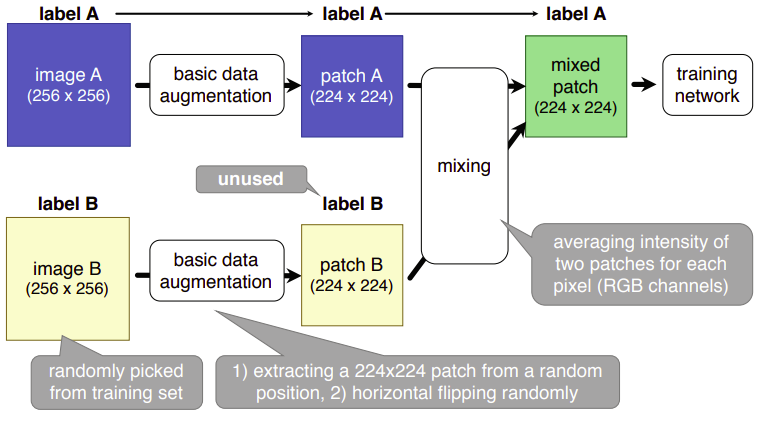 label A
label A
label A
image A
(256 x 256)
basic data
augmentation
patch A
(224 x 224)
mixed
patch
(224 x 224)
training
network
mixing
unused
label B
label B
image B
(256 x 256)
basic data
augmentation
patch B
(224 x 224)
averaging intensity of
two patches for each
pixel (RGB channels)
randomly picked
from training set
1) extracting a 224x224 patch from a random
position, 2) horizontal flipping randomly